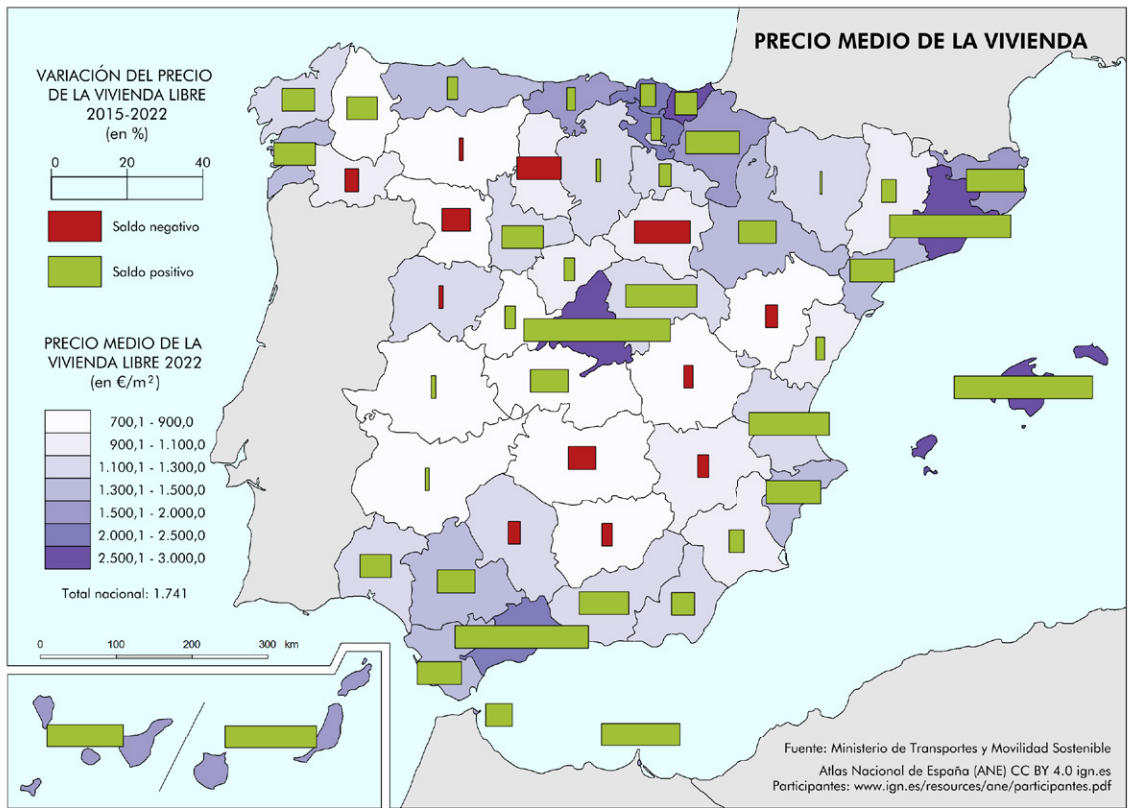 PRECIO MEDIO DE LA VIVIENDA
VARIACIÓN DEL PRECIO
DE LA VIVIENDA LIBRE
2015-2022
(en %)
0 20 40
Saldo negativo
Saldo positivo
PRECIO MEDIO DE LA
VIVIENDA LIBRE 2022
(en €/m²)
700,1 - 900,0
900,1 - 1.100,0
1.100,1 - 1.300,0
1.300,1 - 1.500,0
1.500,1 - 2.000,0
2.000,1 - 2.500,0
2.500,1 - 3.000,0
Total nacional: 1.741
0 100 200 300 km
Fuente: Ministerio de Transportes y Movilidad Sostenible
Atlas Nacional de España (ANE) CC BY 4.0 ign.es
Participantes: www.ign.es/resources/ane/participantes.pdf